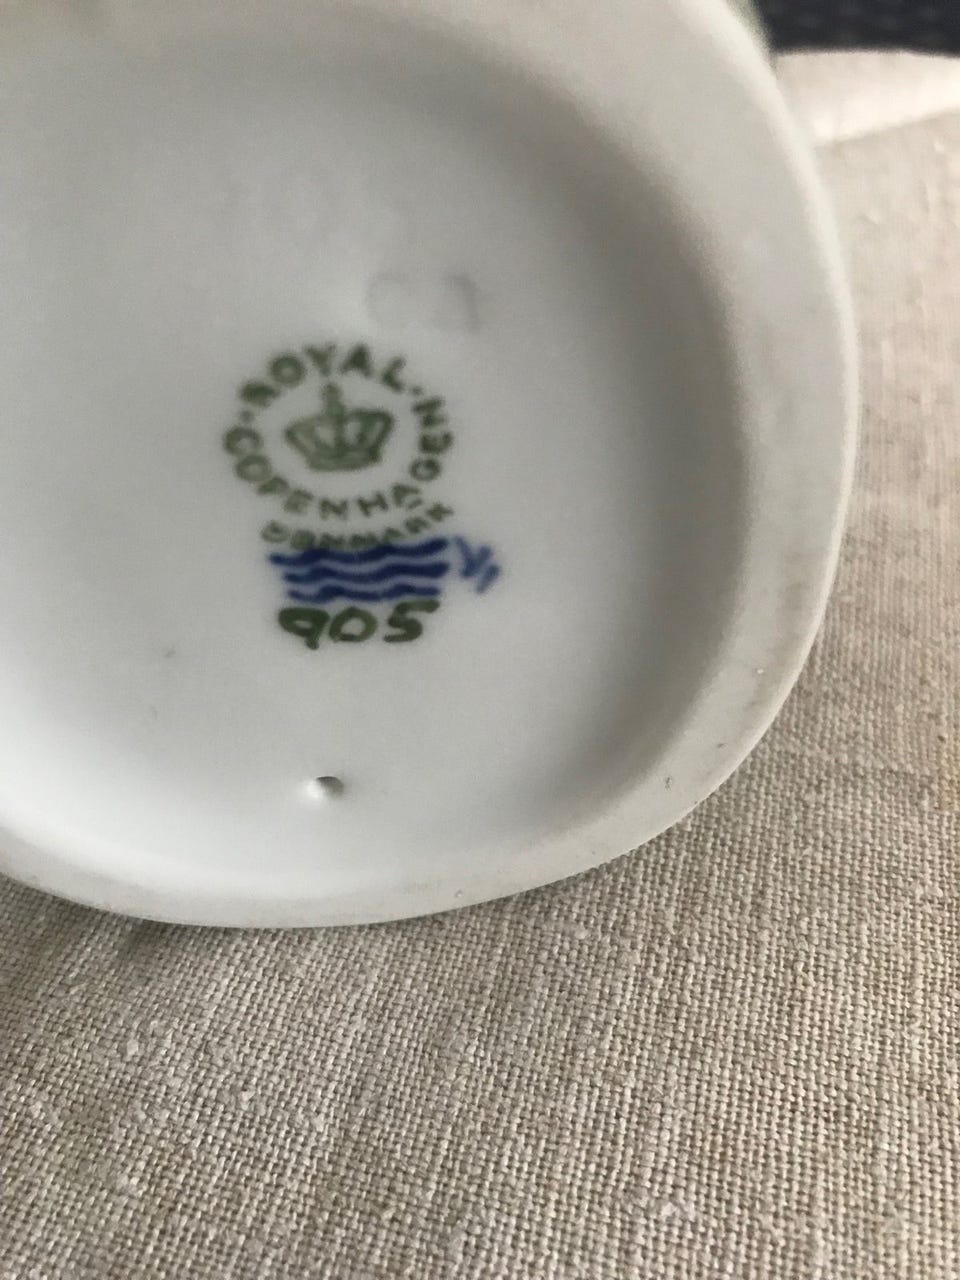 ROYAL
COPENHAGEN
DENMARK
905